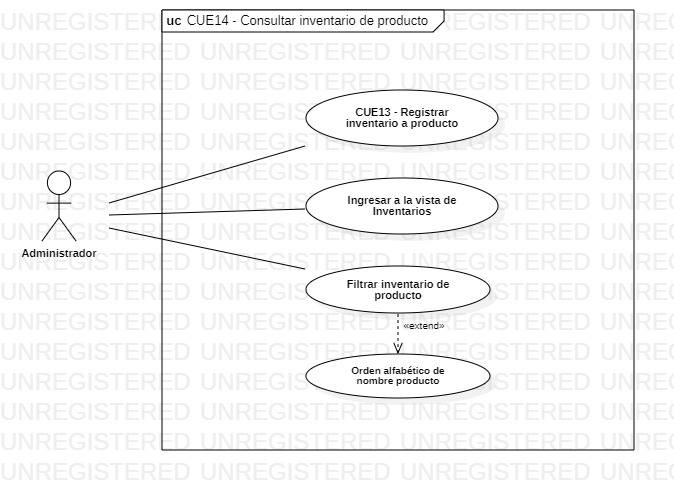 uc CUE14 - Consultar inventario de producto
CUE13 - Registrar
inventario a producto
Ingresar a la vista de
Inventarios
Administrador
Filtrar inventario de
producto
«extend»
Orden alfabético de
nombre producto
UNREGISTERED UNREGISTERED UNREGISTERED UNREGISTERED